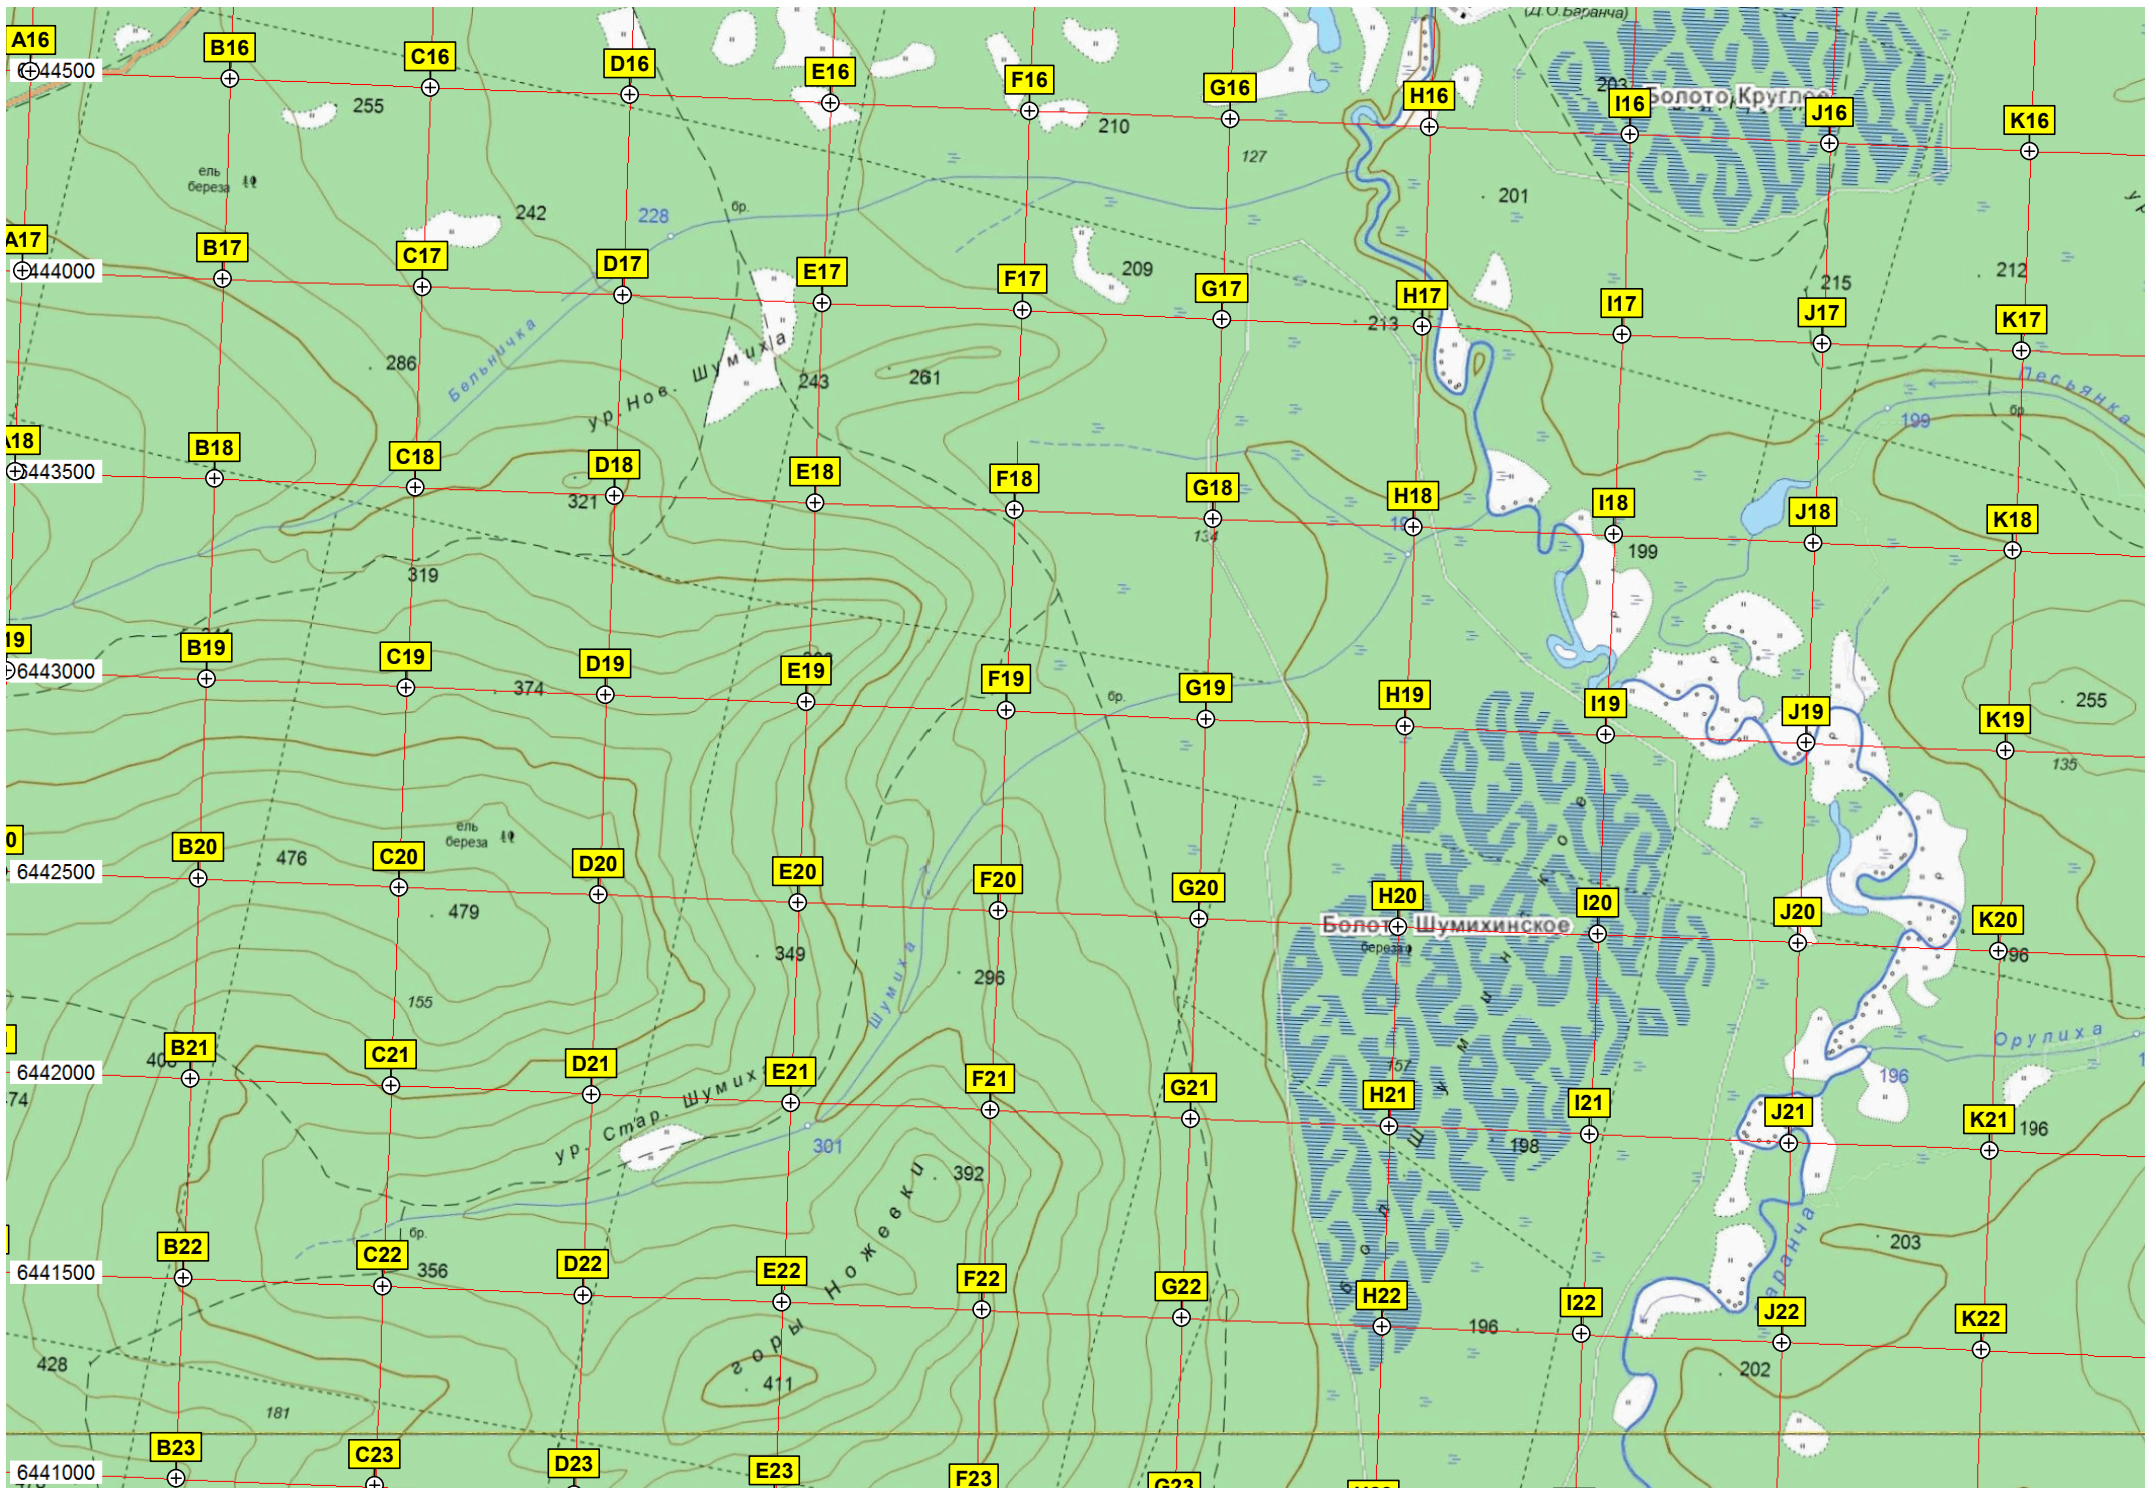 (Д.О.Баранча)
A16
B16
C16
D16
E16
F16
G16
H16
I16
J16
K16
6444500
255
210
127
203
Болото Круглое
ель
береза
242
228
бр.
201
A17
B17
C17
D17
E17
F17
G17
H17
I17
J17
K17
209
215
212
213
286
Бельничка
ур. Нов. Шумиха
243
261
Песьянка
199
бр.
B18
C18
D18
E18
F18
G18
H18
I18
J18
K18
6443500
321
134
199
319
B19
C19
D19
E19
F19
G19
H19
I19
J19
K19
6443000
374
бр.
255
135
ель
береза
B20
C20
D20
E20
F20
G20
H20
I20
J20
K20
6442500
476
479
349
296
Шумиха
Шумихинское
береза
196
155
B21
C21
D21
E21
F21
G21
H21
I21
J21
K21
6442000
157
Орулиха
196
ур. Стар.
301
392
198
196
горы Ножевки
B22
C22
D22
E22
F22
G22
H22
I22
J22
K22
6441500
бр.
356
203
196
202
428
411
181
B23
C23
D23
E23
F23
G23
6441000